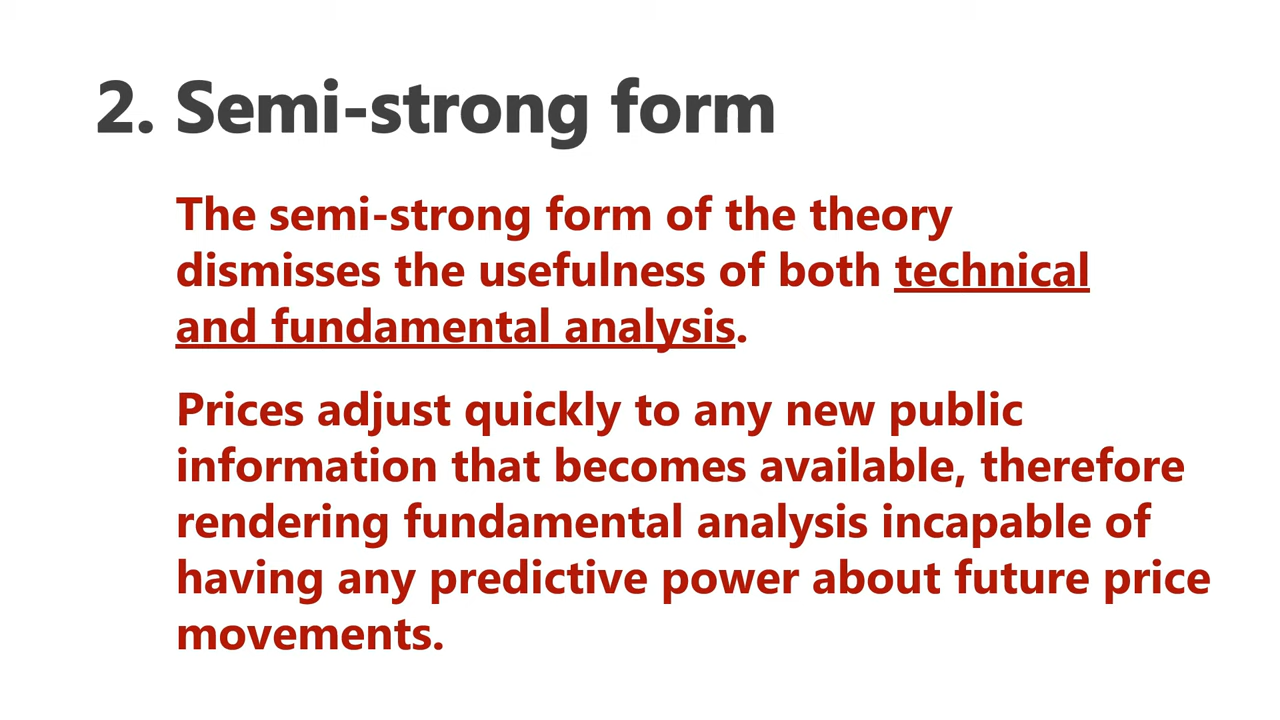 2. Semi-strong form
The semi-strong form of the theory
dismisses the usefulness of both technical
and fundamental analysis.
Prices adjust quickly to any new public
information that becomes available, therefore
rendering fundamental analysis incapable of
having any predictive power about future price
movements.